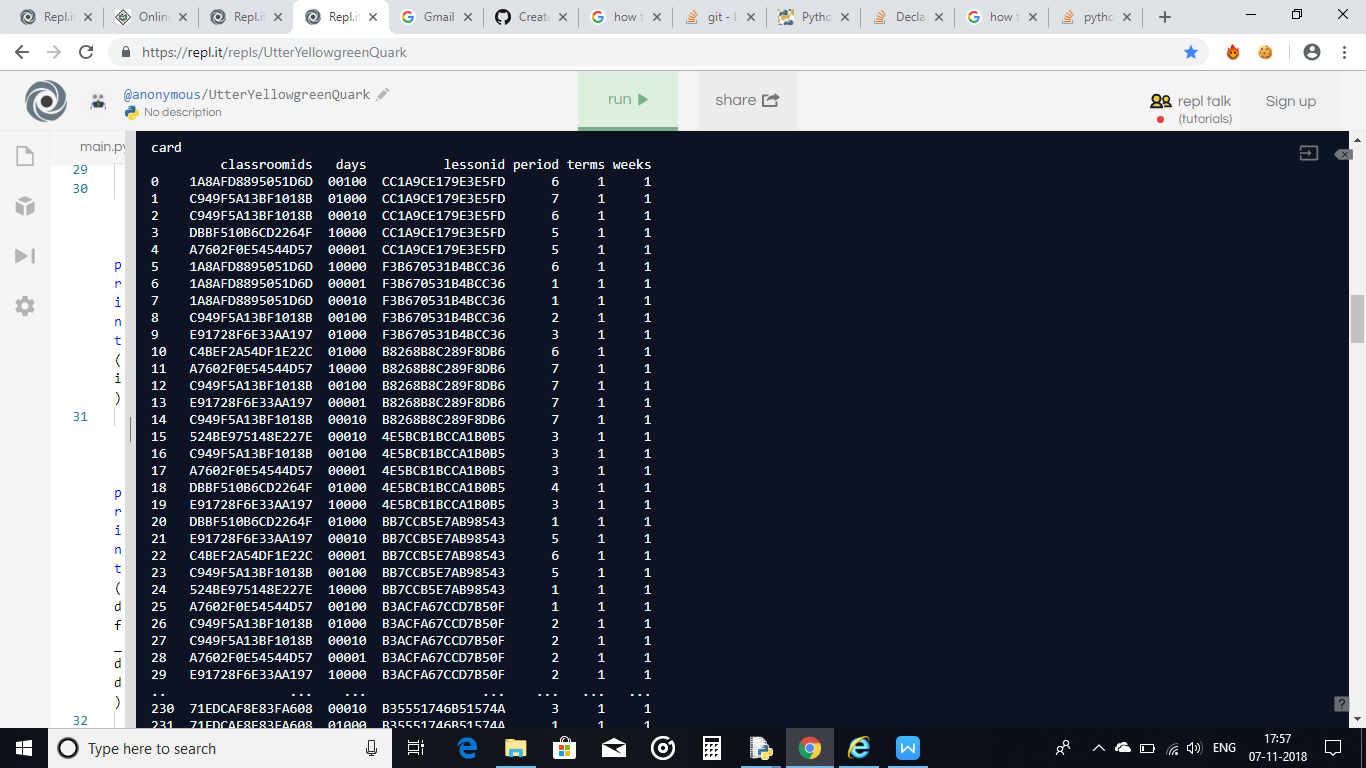 Repl.i
Online
Repl.i
Repl.i
Gmail
Create
how t
git - l
Pytho
Decla
how t
pytho
https://repl.it/repls/UtterYellowgreenQuark
@anonymous/UtterYellowgreenQuark
No description
run
share
repl talk
(tutorials)
Sign up
main.py
29
30
p
r
i
n
t
(
i
)
31
p
r
i
n
t
(
d
f
_
d
d
)
32
card
classroomids days lessonid period terms weeks
0 1A8AFD8895051D6D 00100 CC1A9CE179E3E5FD 6 1 1
1 C949F5A13BF1018B 01000 CC1A9CE179E3E5FD 7 1 1
2 C949F5A13BF1018B 00010 CC1A9CE179E3E5FD 6 1 1
3 DBBF510B6CD2264F 10000 CC1A9CE179E3E5FD 5 1 1
4 A7602F0E54544D57 00001 CC1A9CE179E3E5FD 5 1 1
5 1A8AFD8895051D6D 10000 F3B670531B4BCC36 6 1 1
6 1A8AFD8895051D6D 00001 F3B670531B4BCC36 1 1 1
7 1A8AFD8895051D6D 00010 F3B670531B4BCC36 1 1 1
8 C949F5A13BF1018B 00100 F3B670531B4BCC36 2 1 1
9 E91728F6E33AA197 01000 F3B670531B4BCC36 3 1 1
10 C4BEF2A54DF1E22C 01000 B8268B8C289F8DB6 6 1 1
11 A7602F0E54544D57 10000 B8268B8C289F8DB6 7 1 1
12 C949F5A13BF1018B 00100 B8268B8C289F8DB6 7 1 1
13 E91728F6E33AA197 00001 B8268B8C289F8DB6 7 1 1
14 C949F5A13BF1018B 00010 B8268B8C289F8DB6 7 1 1
15 524BE975148E227E 00010 4E5BCB1BCCA1B0B5 3 1 1
16 C949F5A13BF1018B 00100 4E5BCB1BCCA1B0B5 3 1 1
17 A7602F0E54544D57 00001 4E5BCB1BCCA1B0B5 3 1 1
18 DBBF510B6CD2264F 01000 4E5BCB1BCCA1B0B5 4 1 1
19 E91728F6E33AA197 10000 4E5BCB1BCCA1B0B5 3 1 1
20 DBBF510B6CD2264F 01000 BB7CCB5E7AB98543 1 1 1
21 E91728F6E33AA197 00010 BB7CCB5E7AB98543 5 1 1
22 C4BEF2A54DF1E22C 00001 BB7CCB5E7AB98543 6 1 1
23 C949F5A13BF1018B 00100 BB7CCB5E7AB98543 5 1 1
24 524BE975148E227E 10000 BB7CCB5E7AB98543 1 1 1
25 A7602F0E54544D57 00100 B3ACFA67CCD7B50F 1 1 1
26 C949F5A13BF1018B 01000 B3ACFA67CCD7B50F 2 1 1
27 C949F5A13BF1018B 00010 B3ACFA67CCD7B50F 2 1 1
28 A7602F0E54544D57 00001 B3ACFA67CCD7B50F 2 1 1
29 E91728F6E33AA197 10000 B3ACFA67CCD7B50F 2 1 1
.. ... ... ... ... ... ...
230 71EDCAF8E83FA608 00010 B35551746B51574A 3 1 1
231 71EDCAF8E83FA608 01000 B35551746B51574A 1 1 1
?
Type here to search
ENG
17:57
07-11-2018